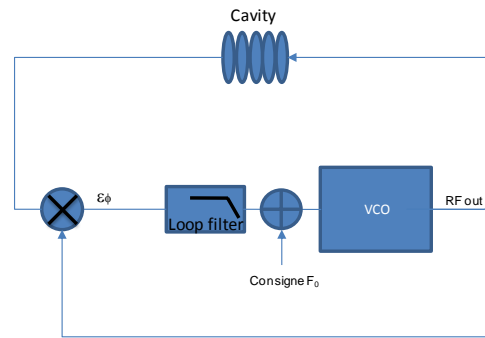 Cavity
εϕ
Loop filter
VCO
RF out
Consigne F₀